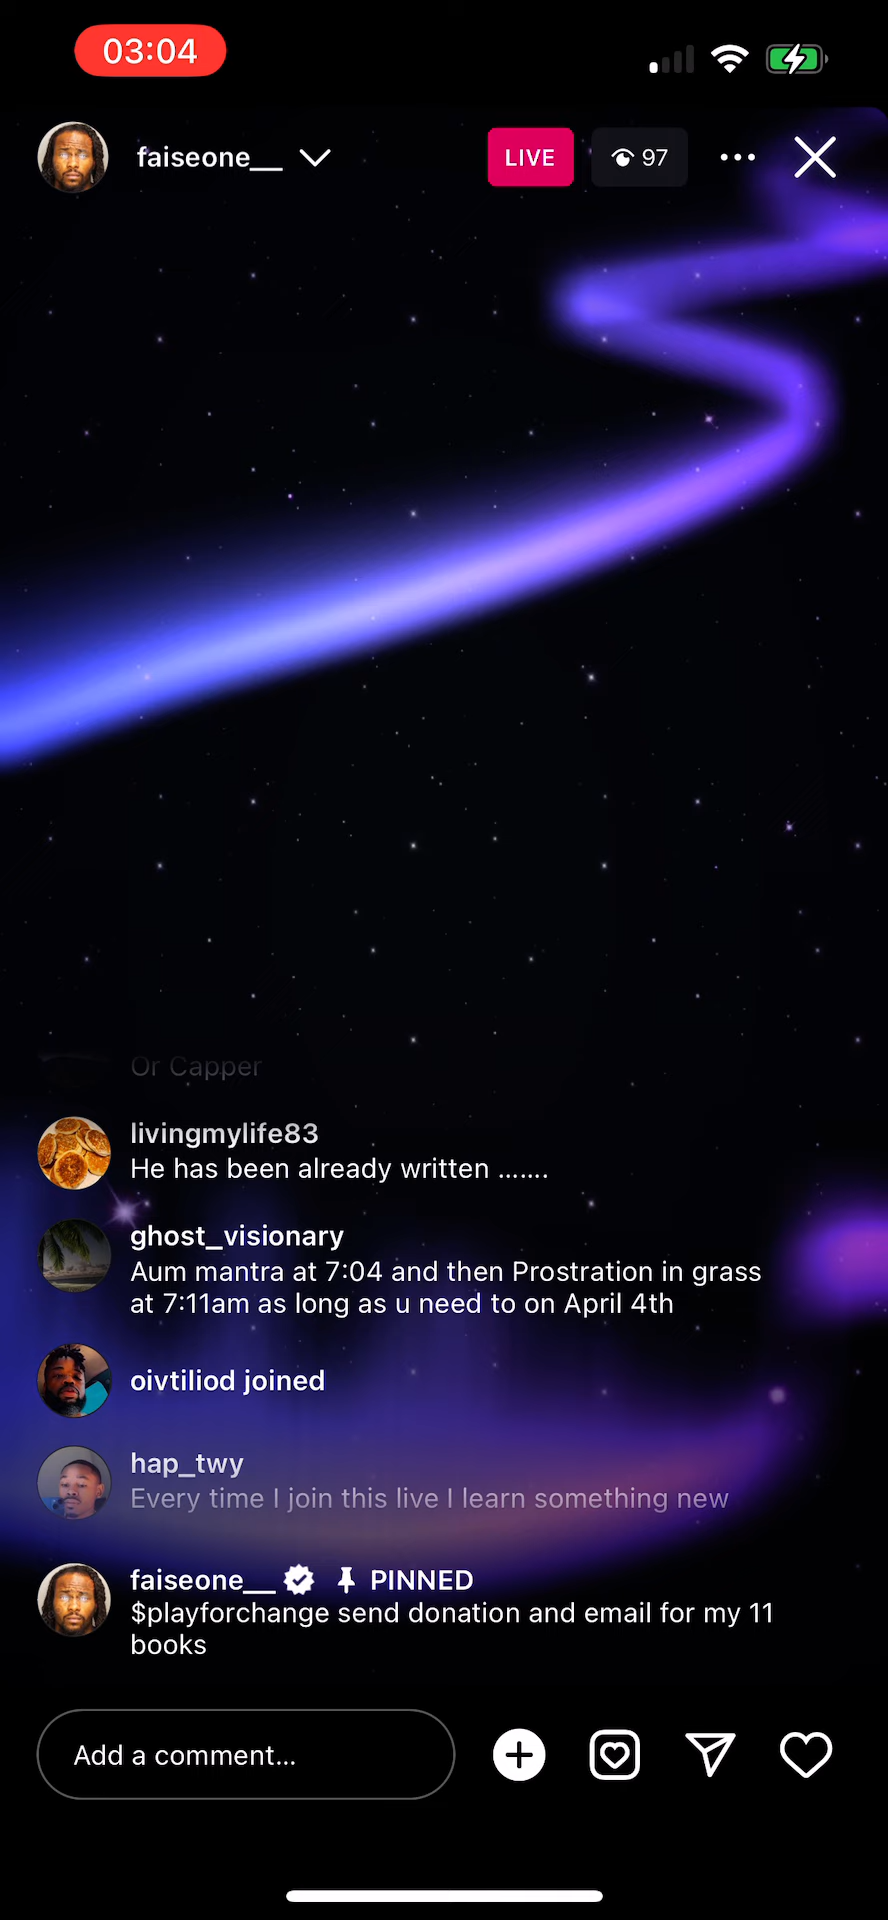 03:04
faiseone__
LIVE
97
Or Capper
livingmylife83
He has been already written .......
ghost_visionary
Aum mantra at 7:04 and then Prostration in grass
at 7:11am as long as u need to on April 4th
oivtiliod joined
hap_twy
Every time I join this live I learn something new
faiseone__ PINNED
$playforchange send donation and email for my 11
books
Add a comment...